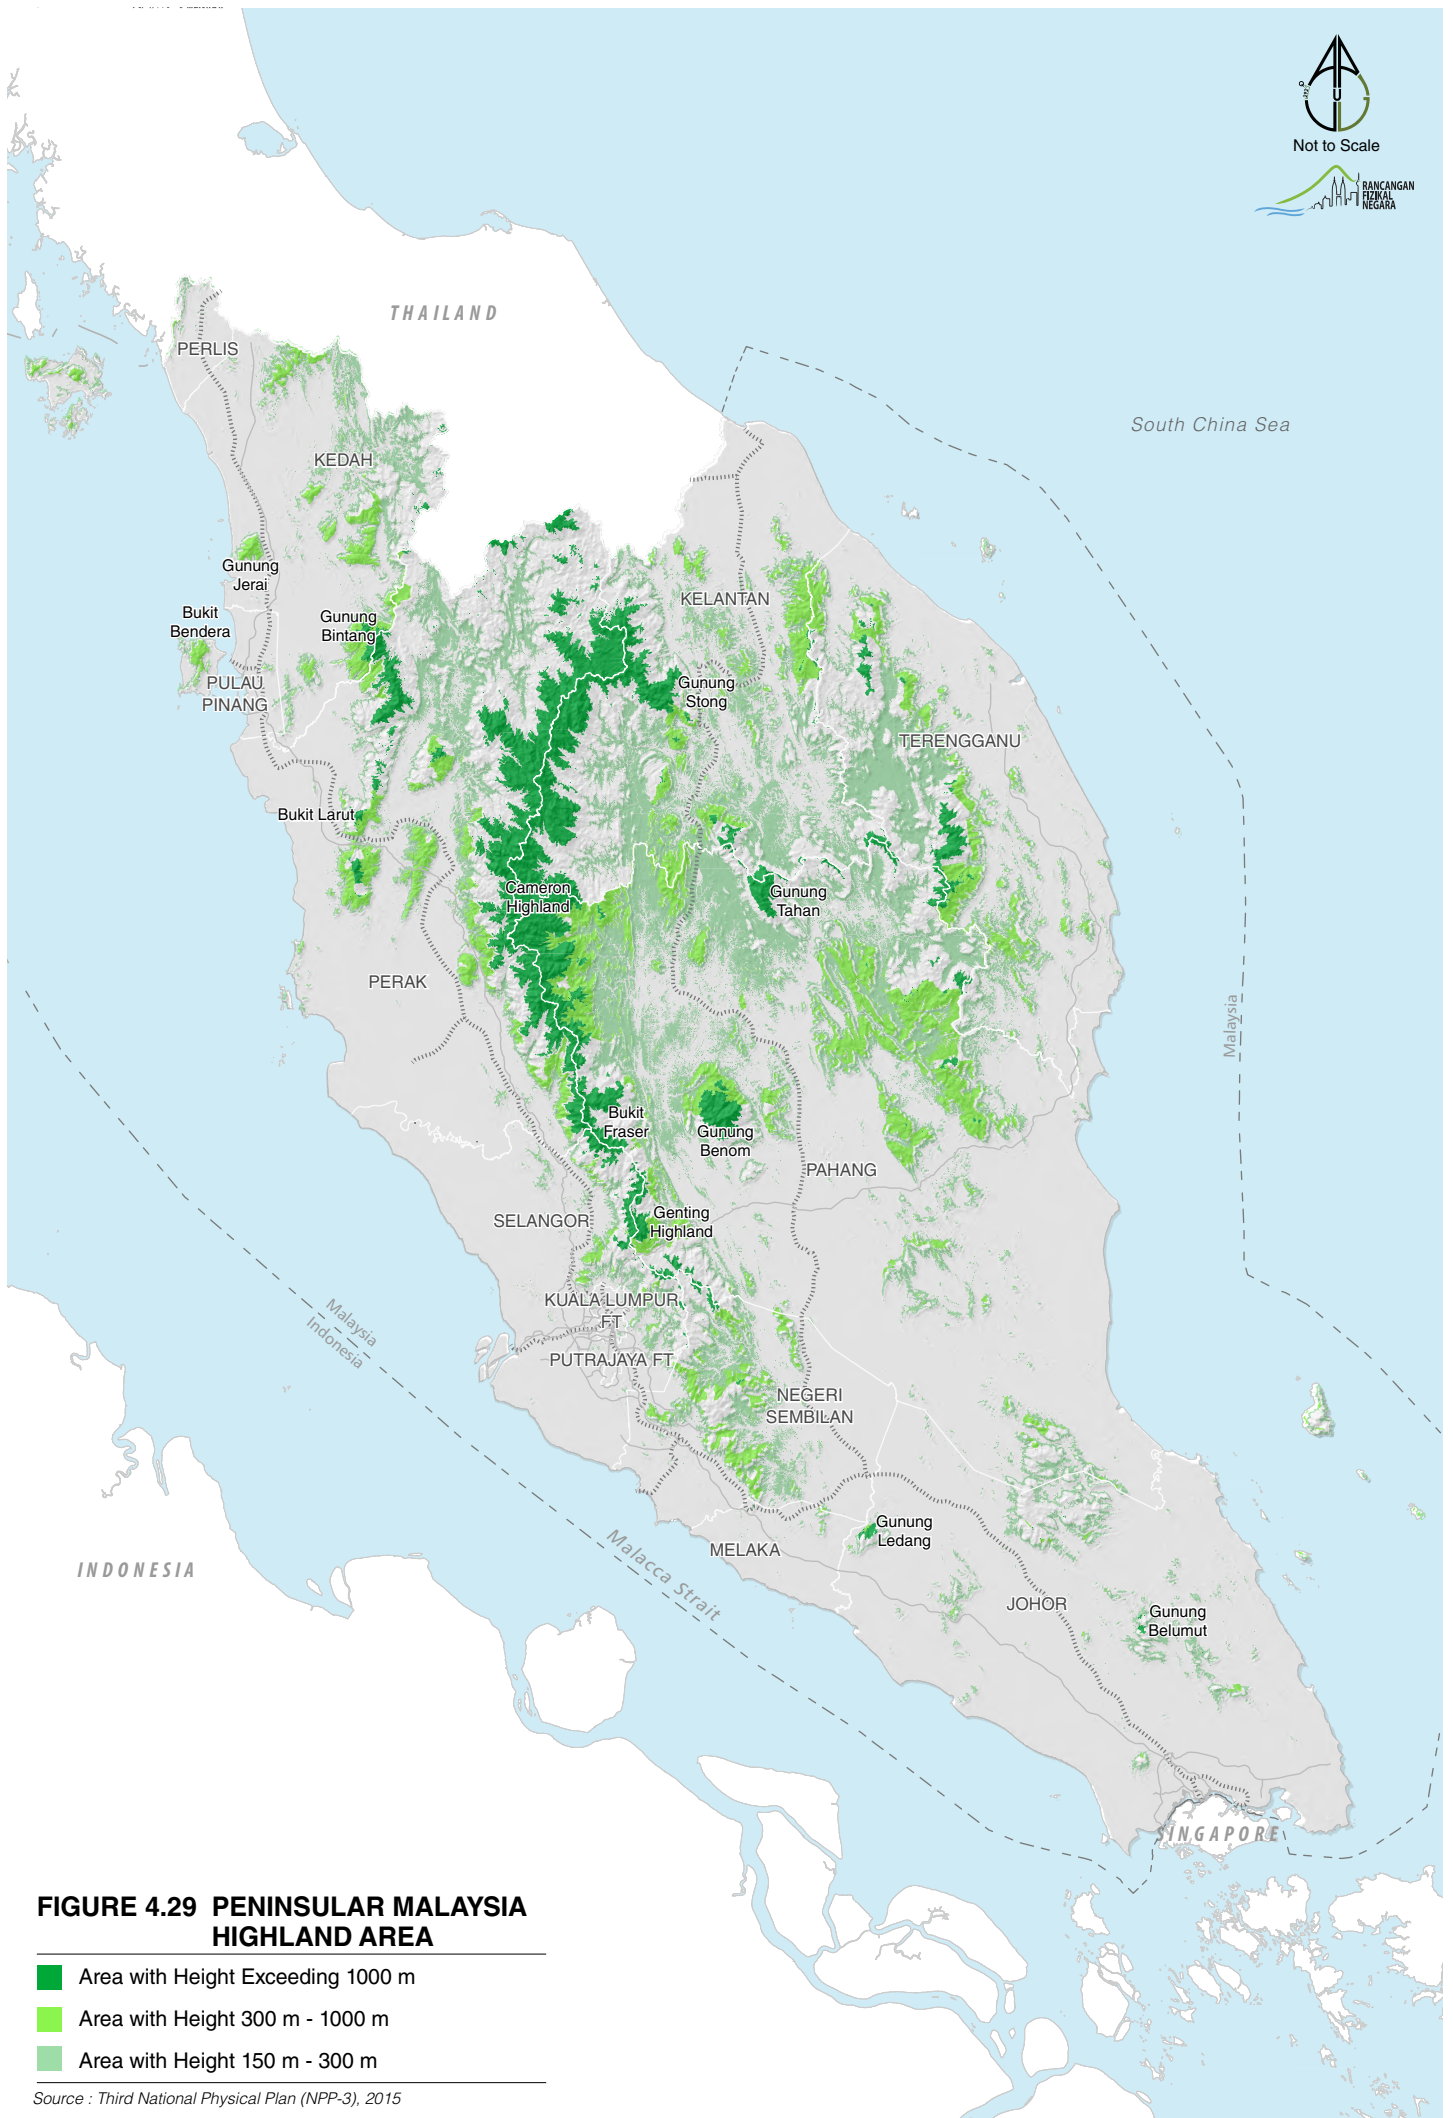 Not to Scale
RANCANGAN
FIZIKAL
NEGARA
THAILAND
PERLIS
South China Sea
KEDAH
Gunung
Jerai
KELANTAN
Bukit
Bendera
Gunung
Bintang
PULAU
PINANG
Gunung
Stong
TERENGGANU
Bukit Larut
Cameron
Highland
Gunung
Tahan
PERAK
Malaysia
Bukit
Fraser
Gunung
Benom
PAHANG
SELANGOR
Genting
Highland
KUALA LUMPUR
FT
Malaysia
Indonesia
PUTRAJAYA FT
NEGERI
SEMBILAN
Gunung
Ledang
MELAKA
Malacca Strait
INDONESIA
JOHOR
Gunung
Belumut
SINGAPORE
FIGURE 4.29 PENINSULAR MALAYSIA
HIGHLAND AREA
Area with Height Exceeding 1000 m
Area with Height 300 m - 1000 m
Area with Height 150 m - 300 m
Source : Third National Physical Plan (NPP-3), 2015